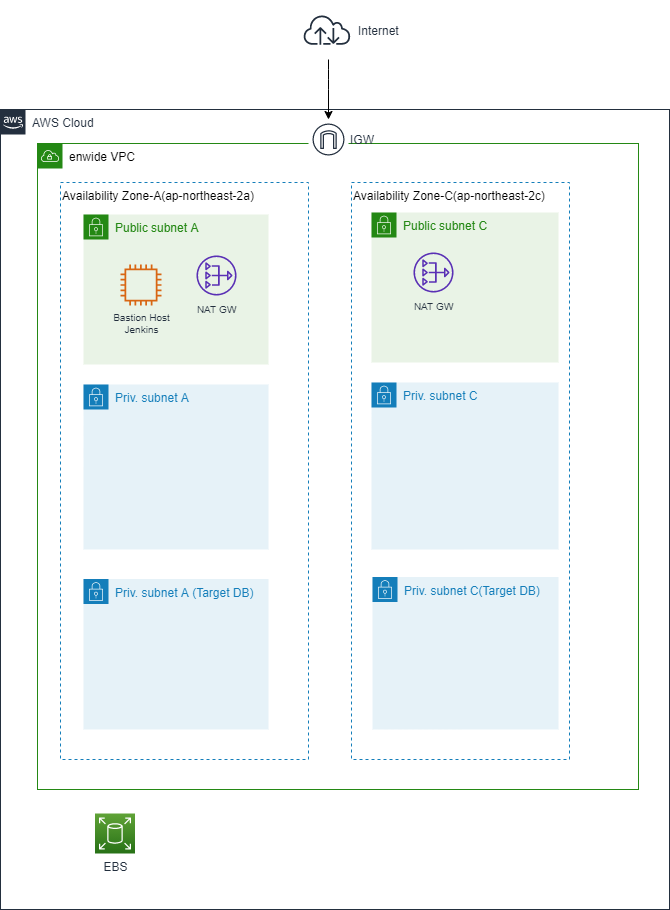 Internet
aws
AWS Cloud
IGW
enwide VPC
Availability Zone-A(ap-northeast-2a)
Public subnet A
Bastion Host
Jenkins
NAT GW
Priv. subnet A
Priv. subnet A (Target DB)
Availability Zone-C(ap-northeast-2c)
Public subnet C
NAT GW
Priv. subnet C
Priv. subnet C(Target DB)
EBS